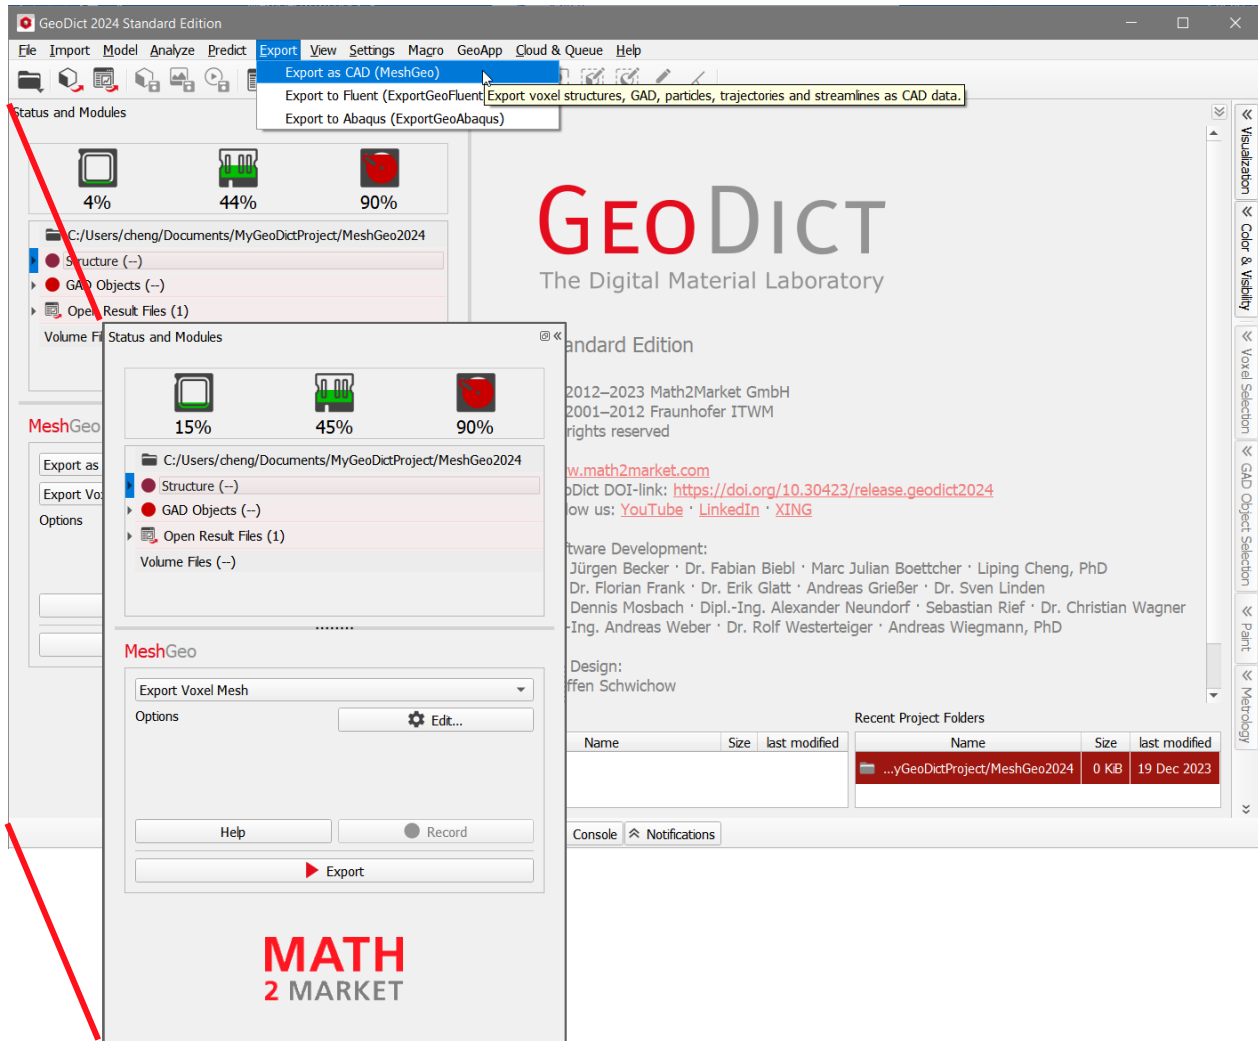 GeoDict 2024 Standard Edition
File Import Model Analyze Predict Export View Settings Macro GeoApp Cloud & Queue Help
Export as CAD (MeshGeo)
Export to Fluent (ExportGeoFluent
Export voxel structures, GAD, particles, trajectories and streamlines as CAD data.
Export to Abaqus (ExportGeoAbaqus)
Status and Modules
4% 44% 90%
C:/Users/cheng/Documents/MyGeoDictProject/MeshGeo2024
Structure (--)
GAD Objects (--)
Open Result Files (1)
Volume Fi
MeshGeo
Export as
Export Vo
Options
Status and Modules
15% 45% 90%
C:/Users/cheng/Documents/MyGeoDictProject/MeshGeo2024
Structure (--)
GAD Objects (--)
Open Result Files (1)
Volume Files (--)
MeshGeo
Export Voxel Mesh
Options Edit...
Help Record
Export
MATH
2 MARKET
GEODICT
The Digital Material Laboratory
andard Edition
2012–2023 Math2Market GmbH
2001–2012 Fraunhofer ITWM
rights reserved
w.math2market.com
oDict DOI-link: https://doi.org/10.30423/release.geodict2024
ow us: YouTube · LinkedIn · XING
tware Development:
Jürgen Becker · Dr. Fabian Biebl · Marc Julian Boettcher · Liping Cheng, PhD
Dr. Florian Frank · Dr. Erik Glatt · Andreas Grießer · Dr. Sven Linden
Dennis Mosbach · Dipl.-Ing. Alexander Neundorf · Sebastian Rief · Dr. Christian Wagner
-Ing. Andreas Weber · Dr. Rolf Westerteiger · Andreas Wiegmann, PhD
Design:
ffen Schwichow
Name Size last modified
Recent Project Folders
Name Size last modified
...yGeoDictProject/MeshGeo2024 0 KiB 19 Dec 2023
Console Notifications
Visualization
Color & Visibility
Voxel Selection
GAD Object Selection
Paint
Metrology